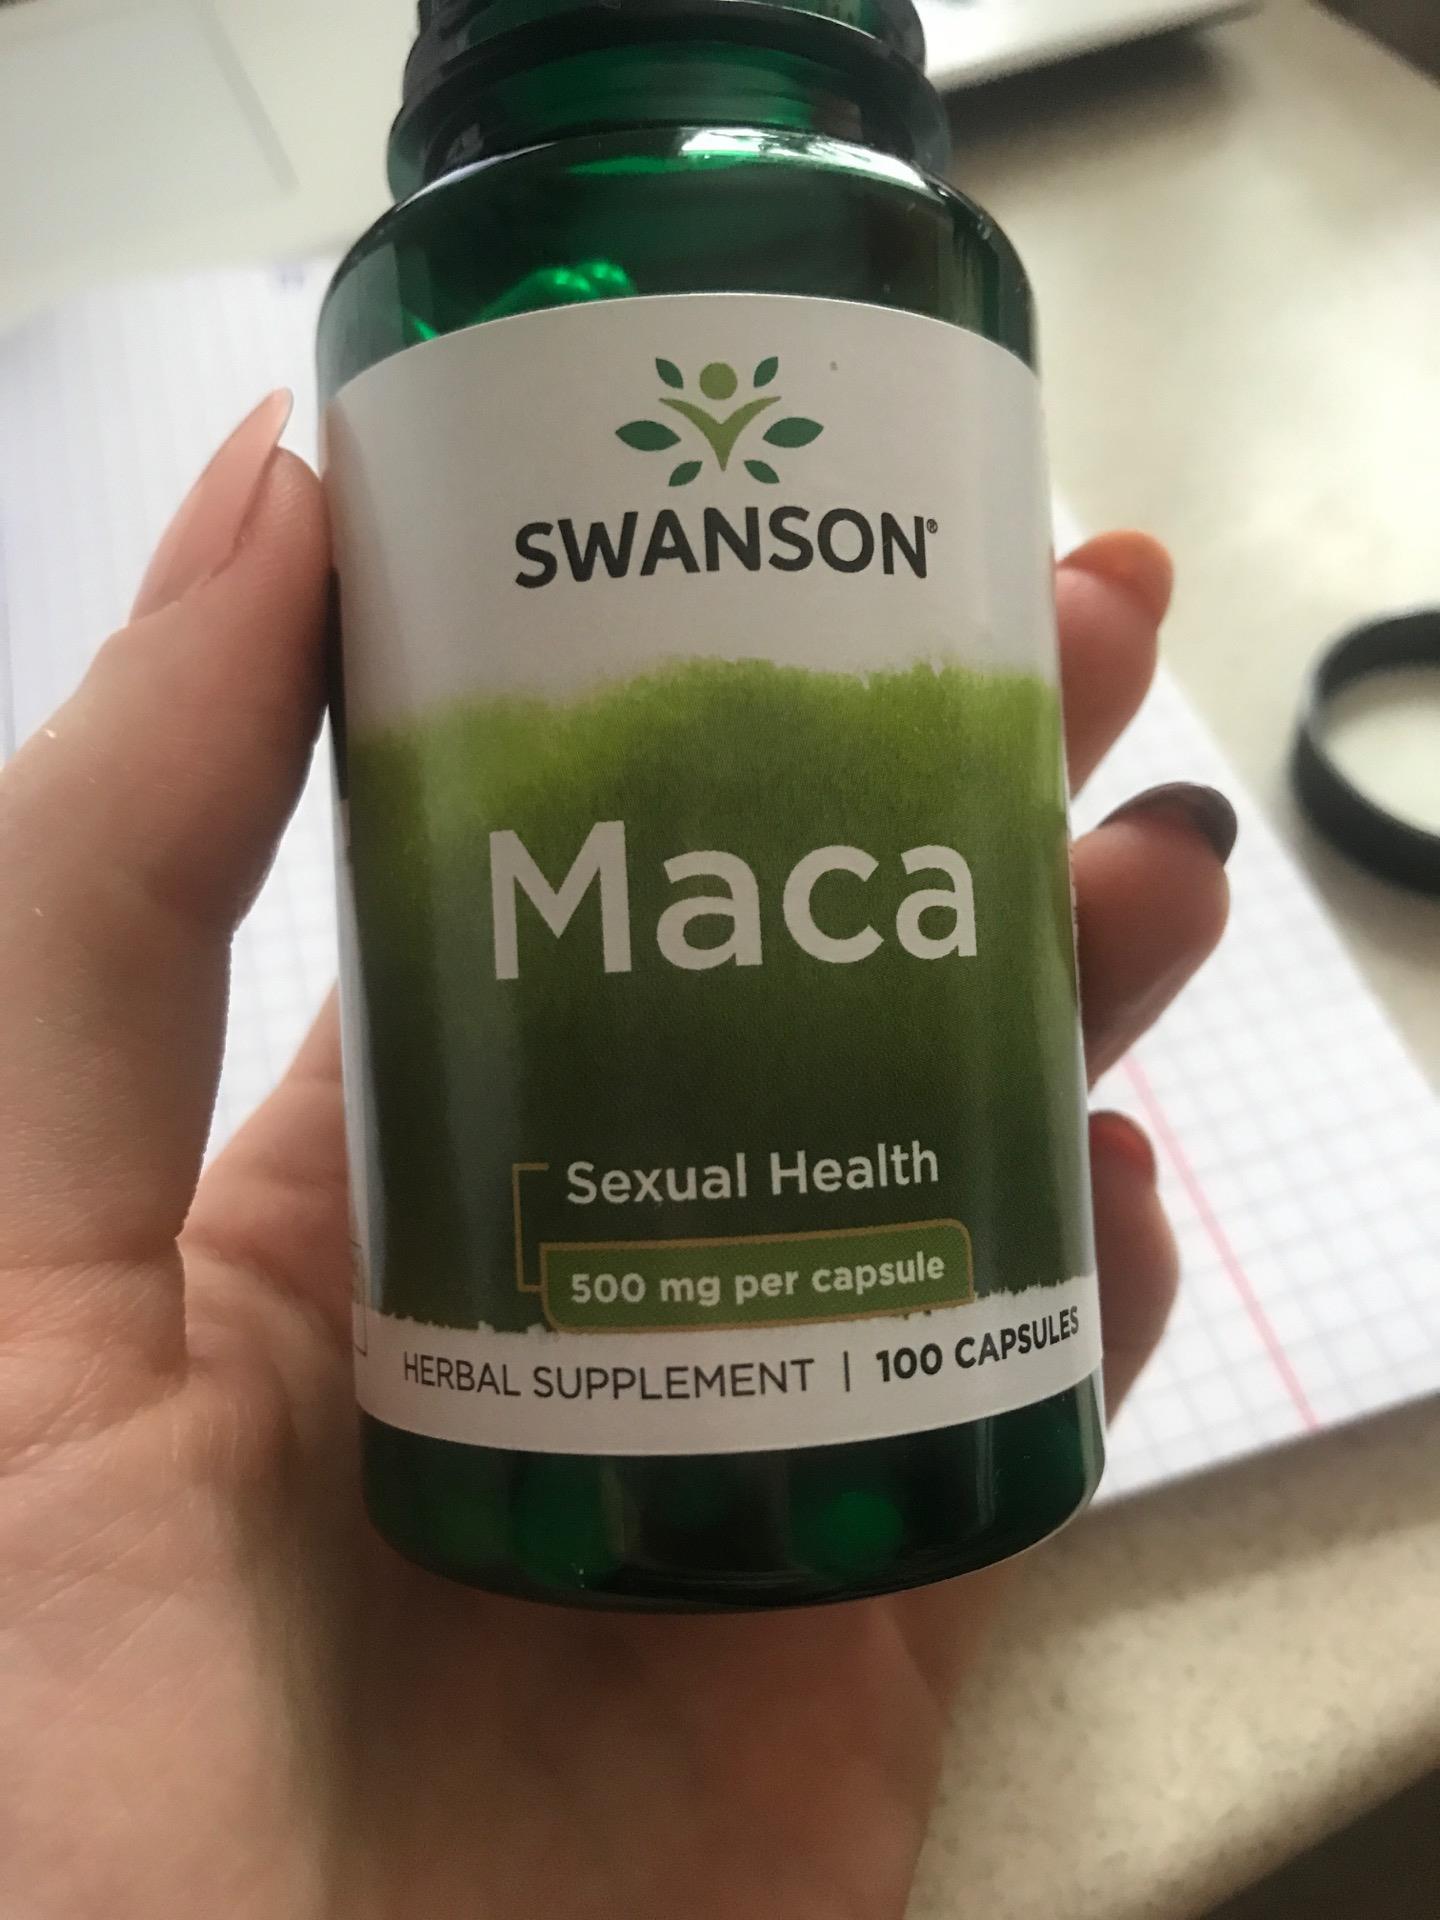 SWANSON®
Maca
Sexual Health
500 mg per capsule
HERBAL SUPPLEMENT | 100 CAPSULES